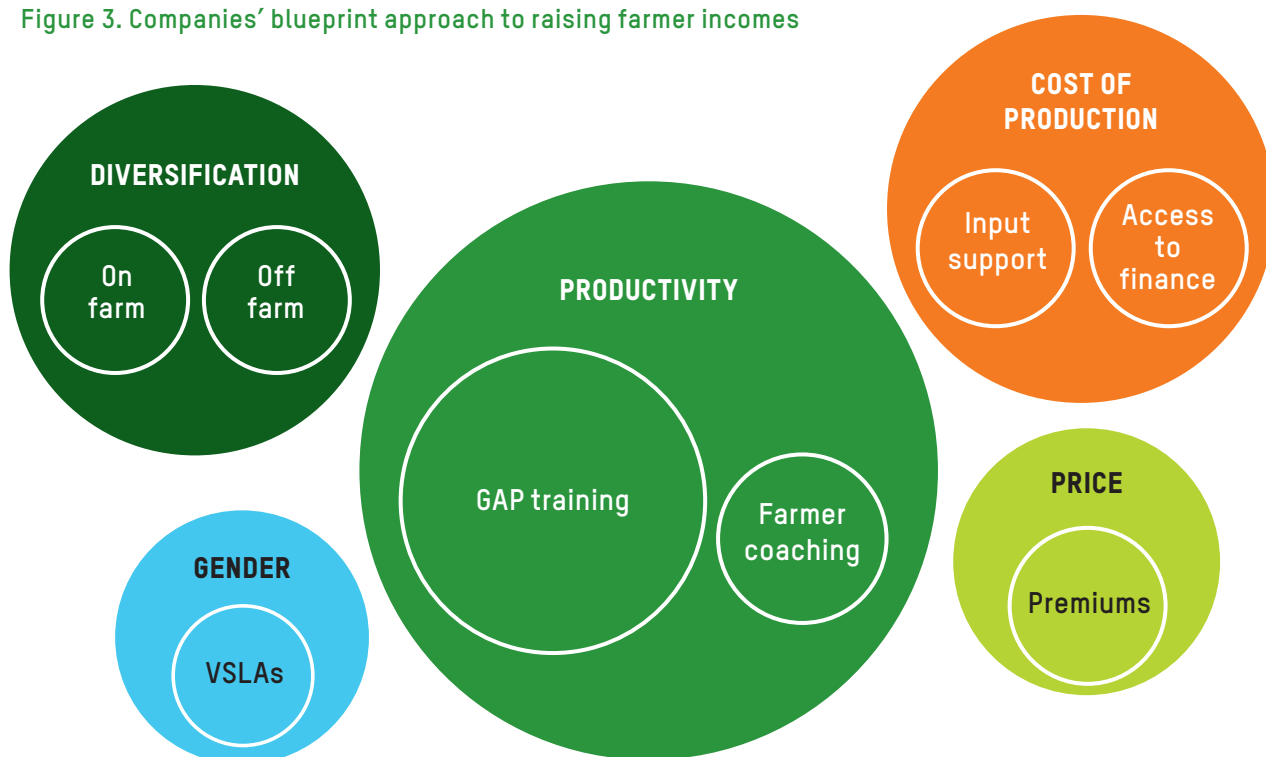 Figure 3. Companies’ blueprint approach to raising farmer incomes
DIVERSIFICATION
On
farm
Off
farm
PRODUCTIVITY
GAP training
Farmer
coaching
COST OF
PRODUCTION
Input
support
Access
to
finance
GENDER
VSLAs
PRICE
Premiums